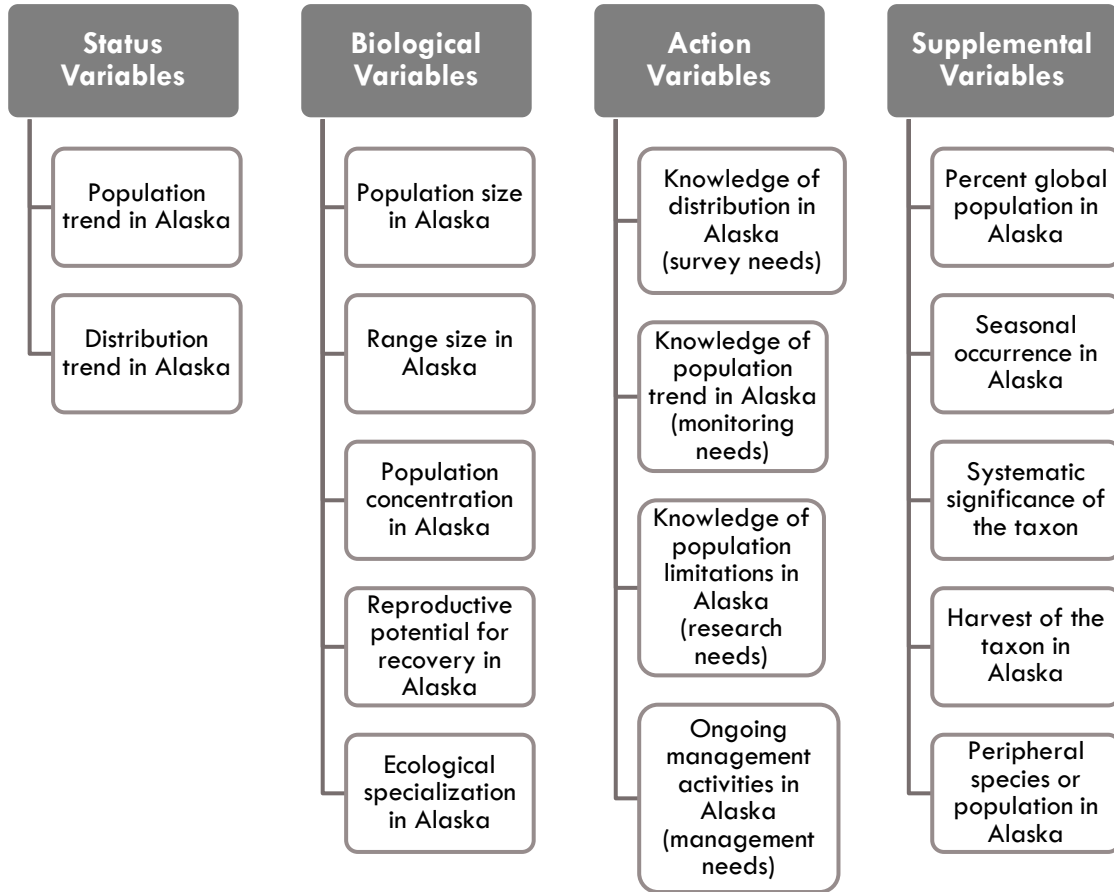 Status
Variables
Population
trend in Alaska
Distribution
trend in Alaska
Biological
Variables
Population size
in Alaska
Range size in
Alaska
Population
concentration
in Alaska
Reproductive
potential for
recovery in
Alaska
Ecological
specialization
in Alaska
Action
Variables
Knowledge of
distribution in
Alaska
(survey needs)
Knowledge of
population
trend in Alaska
(monitoring
needs)
Knowledge of
population
limitations in
Alaska
(research
needs)
Ongoing
management
activities in
Alaska
(management
needs)
Supplemental
Variables
Percent global
population in
Alaska
Seasonal
occurrence in
Alaska
Systematic
significance of
the taxon
Harvest of the
taxon in
Alaska
Peripheral
species or
population in
Alaska